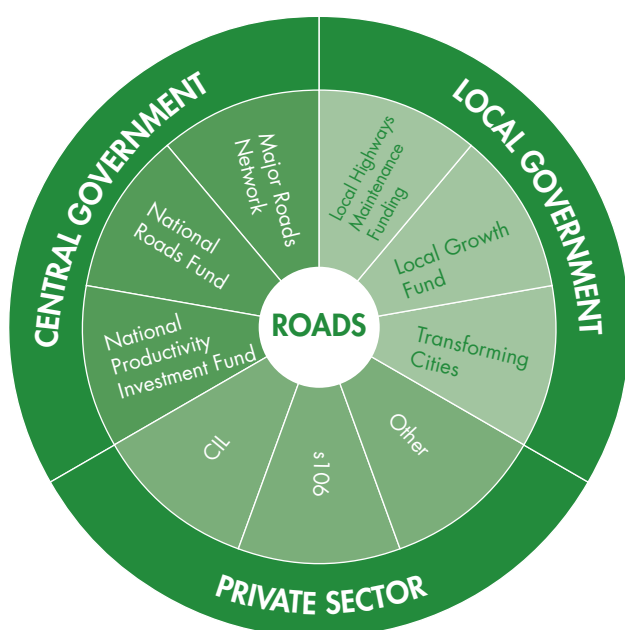 CENTRAL GOVERNMENT
LOCAL GOVERNMENT
PRIVATE SECTOR
ROADS
Major Roads
Network
National
Roads Fund
National
Productivity
Investment Fund
Local Highways
Maintenance
Funding
Local Growth
Fund
Transforming
Cities
Other
s106
CIL